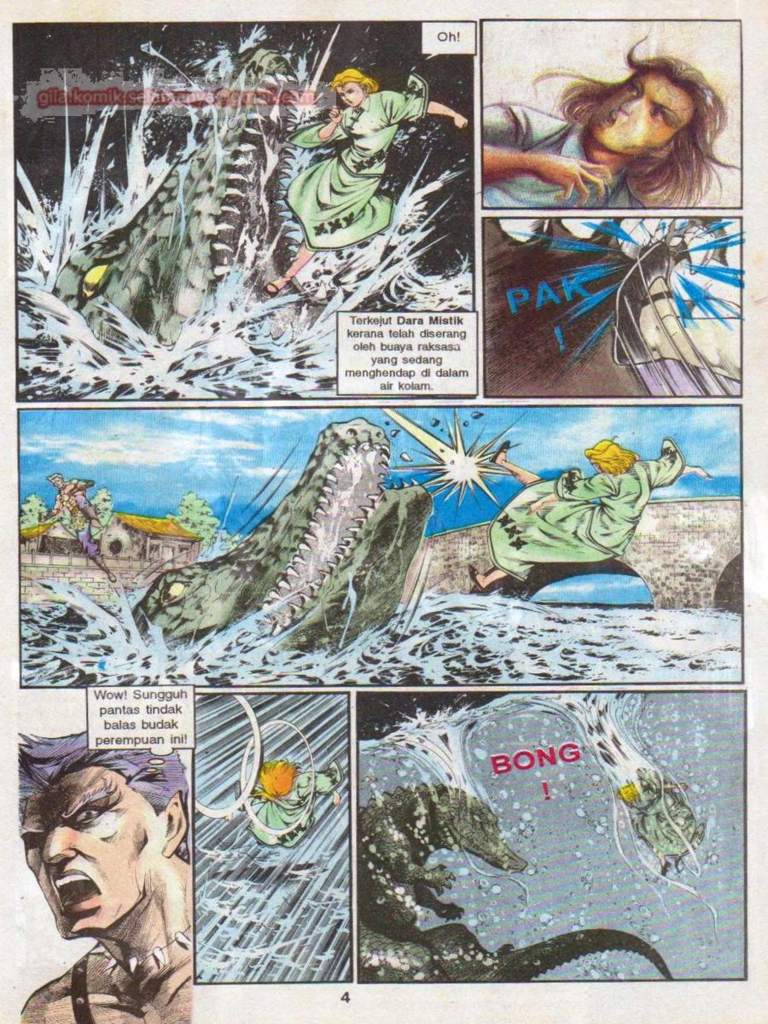 Oh!
Terkejut Dara Mistik
kerana telah diserang
oleh buaya raksasa
yang sedang
menghendap di dalam
air kolam.
PAK
!
Wow! Sungguh
pantas tindak
balas budak
perempuan ini!
BONG
!
4